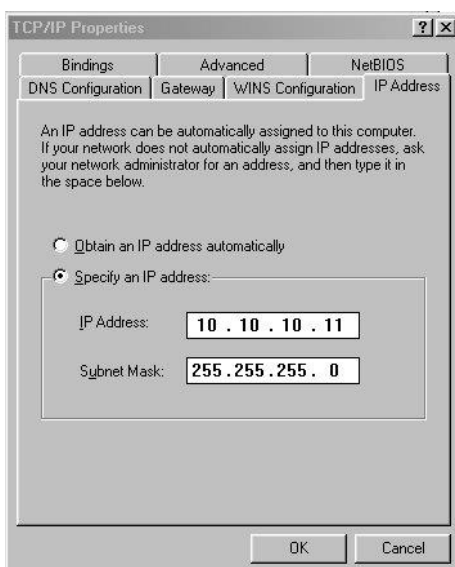 TCP/IP Properties
Bindings Advanced NetBIOS
DNS Configuration Gateway WINS Configuration IP Address
An IP address can be automatically assigned to this computer.
If your network does not automatically assign IP addresses, ask
your network administrator for an address, and then type it in
the space below.
Obtain an IP address automatically
Specify an IP address:
IP Address: 10 . 10 . 10 . 11
Subnet Mask: 255 . 255 . 255 . 0
OK Cancel